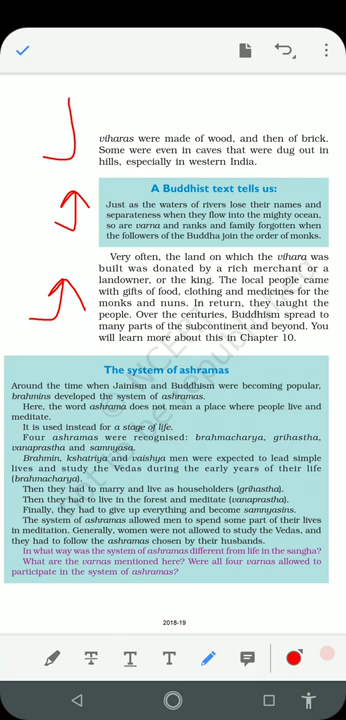 viharas were made of wood, and then of brick.
Some were even in caves that were dug out in
hills, especially in western India.
A Buddhist text tells us:
Just as the waters of rivers lose their names and
separateness when they flow into the mighty ocean,
so are varna and ranks and family forgotten when
the followers of the Buddha join the order of monks.
Very often, the land on which the vihara was
built was donated by a rich merchant or a
landowner, or the king. The local people came
with gifts of food, clothing and medicines for the
monks and nuns. In return, they taught the
people. Over the centuries, Buddhism spread to
many parts of the subcontinent and beyond. You
will learn more about this in Chapter 10.
The system of ashramas
Around the time when Jainism and Buddhism were becoming popular,
brahmins developed the system of ashramas.
Here, the word ashrama does not mean a place where people live and
meditate.
It is used instead for a stage of life.
Four ashramas were recognised: brahmacharya, grihastha,
vanaprastha and samnyasa.
Brahmin, kshatriya and vaishya men were expected to lead simple
lives and study the Vedas during the early years of their life
(brahmacharya).
Then they had to marry and live as householders (grihastha).
Then they had to live in the forest and meditate (vanaprastha).
Finally, they had to give up everything and become samnyasins.
The system of ashramas allowed men to spend some part of their lives
in meditation. Generally, women were not allowed to study the Vedas, and
they had to follow the ashramas chosen by their husbands.
In what way was the system of ashramas different from life in the sangha?
What are the varnas mentioned here? Were all four varnas allowed to
participate in the system of ashramas?
2018-19